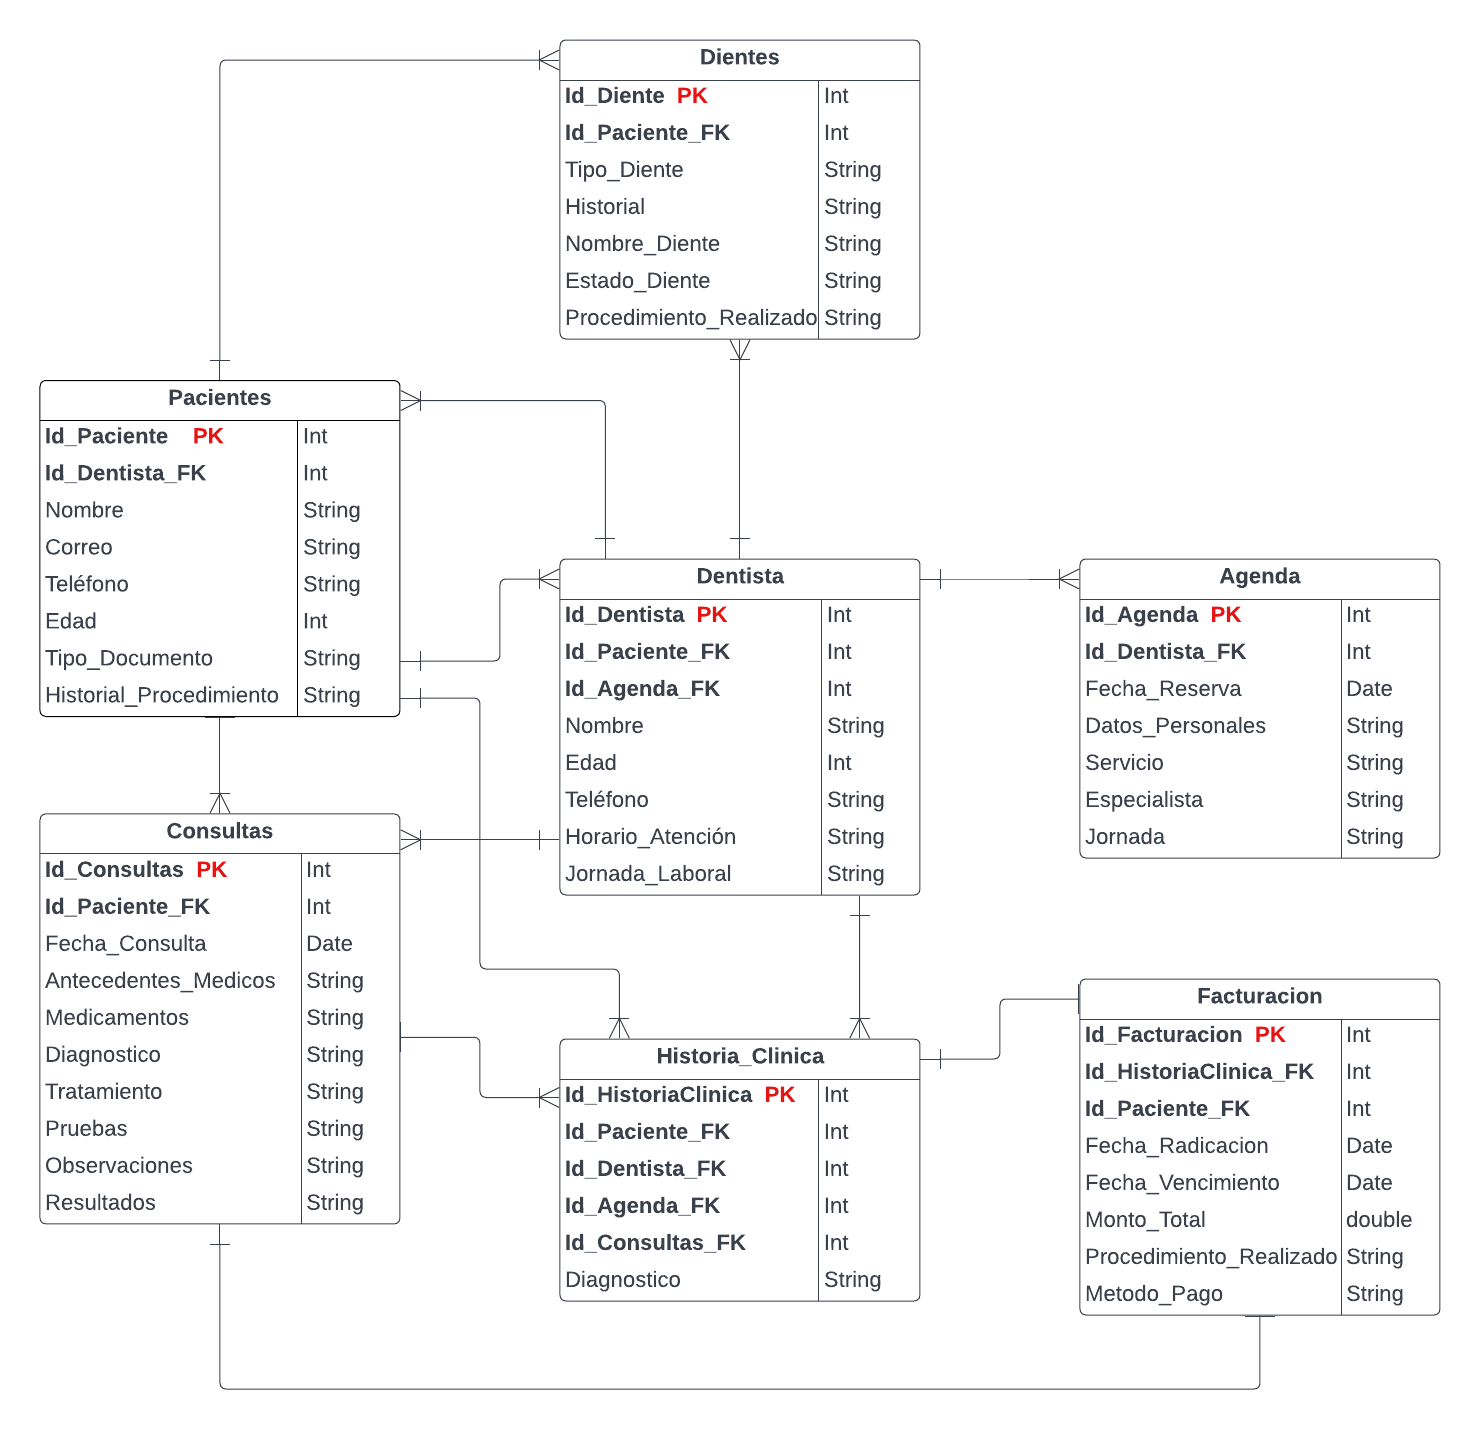 Dientes
Id_Diente PK Int
Id_Paciente_FK Int
Tipo_Diente String
Historial String
Nombre_Diente String
Estado_Diente String
Procedimiento_Realizado String
Pacientes
Id_Paciente PK Int
Id_Dentista_FK Int
Nombre String
Correo String
Teléfono String
Edad Int
Tipo_Documento String
Historial_Procedimiento String
Dentista
Id_Dentista PK Int
Id_Paciente_FK Int
Id_Agenda_FK Int
Nombre String
Edad Int
Teléfono String
Horario_Atención String
Jornada_Laboral String
Agenda
Id_Agenda PK Int
Id_Dentista_FK Int
Fecha_Reserva Date
Datos_Personales String
Servicio String
Especialista String
Jornada String
Consultas
Id_Consultas PK Int
Id_Paciente_FK Int
Fecha_Consulta Date
Antecedentes_Medicos String
Medicamentos String
Diagnostico String
Tratamiento String
Pruebas String
Observaciones String
Resultados String
Historia_Clinica
Id_HistoriaClinica PK Int
Id_Paciente_FK Int
Id_Dentista_FK Int
Id_Agenda_FK Int
Id_Consultas_FK Int
Diagnostico String
Facturacion
Id_Facturacion PK Int
Id_HistoriaClinica_FK Int
Id_Paciente_FK Int
Fecha_Radicacion Date
Fecha_Vencimiento Date
Monto_Total double
Procedimiento_Realizado String
Metodo_Pago String